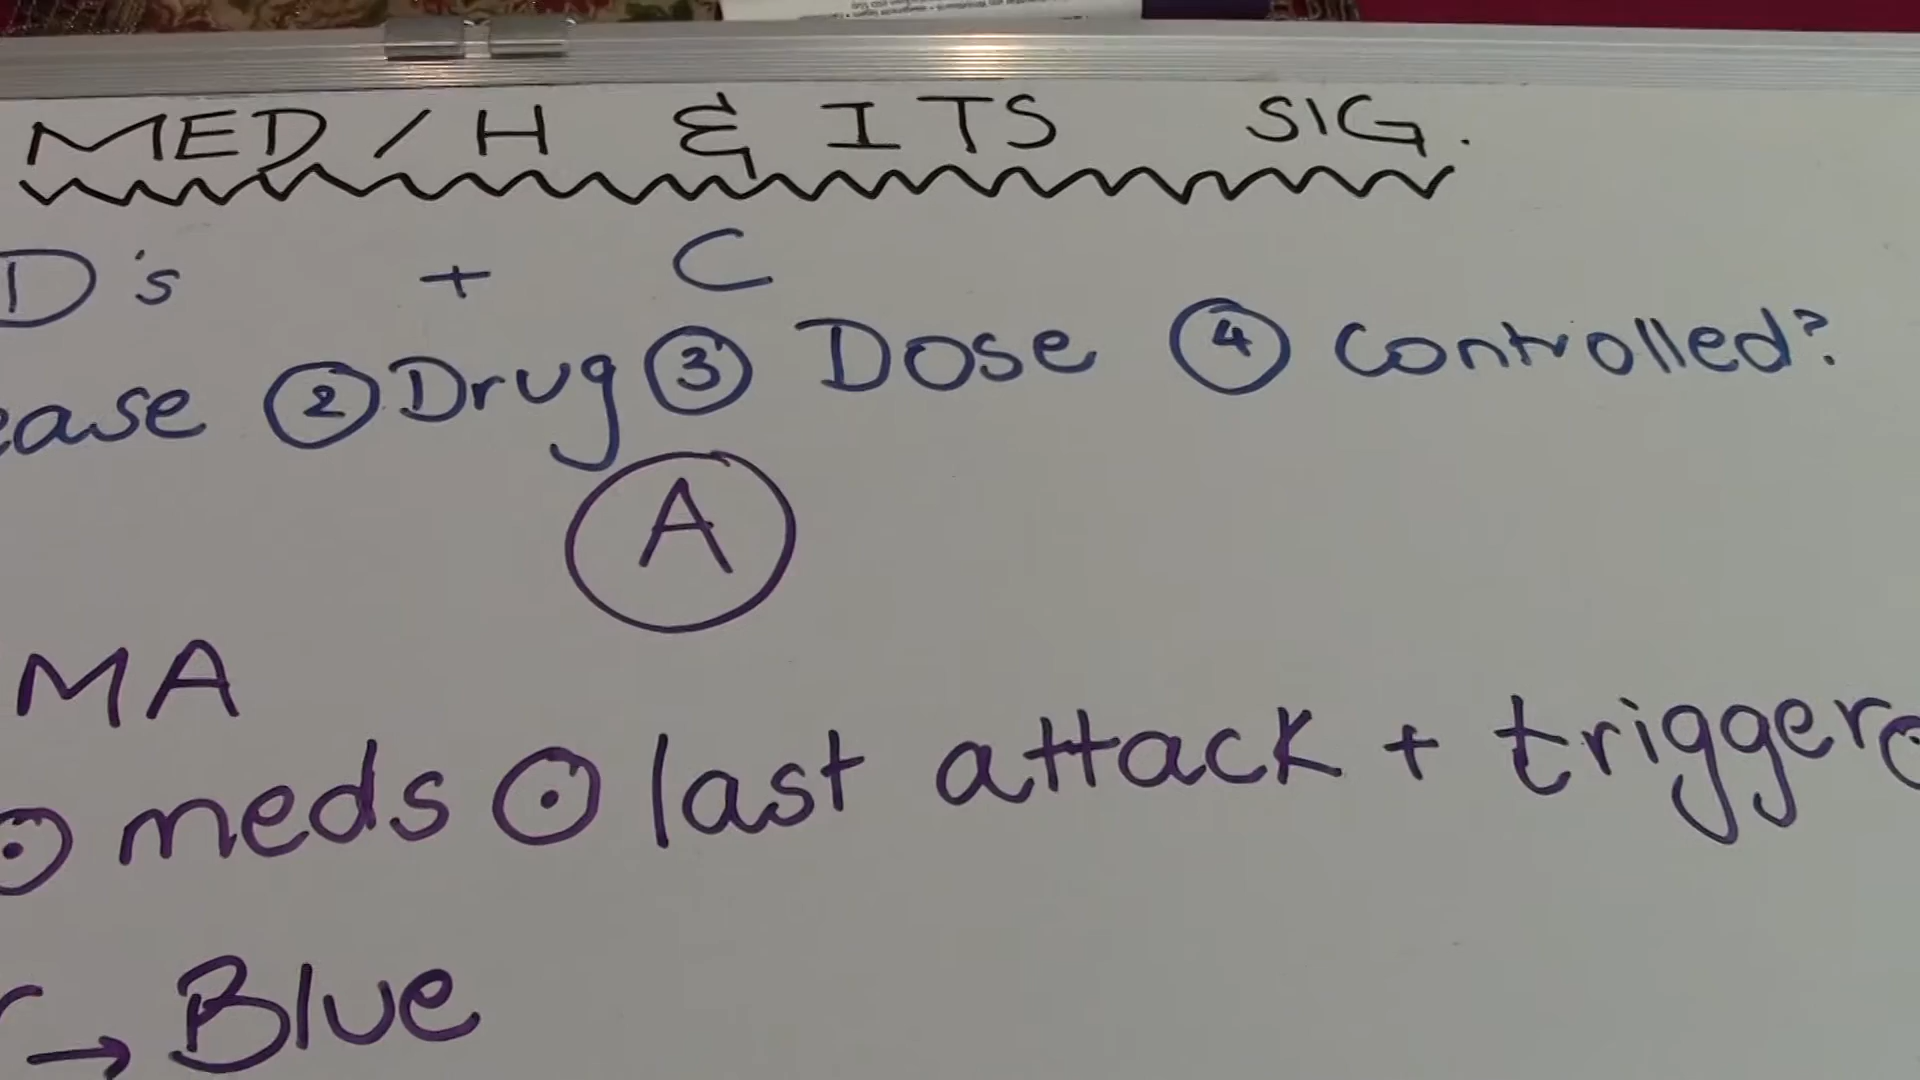 MED/H & ITS SIG.
D's + C
ease ② Drug ③ Dose ④ controlled?
A
MA
⊙ meds ⊙ last attack + trigger
→ Blue